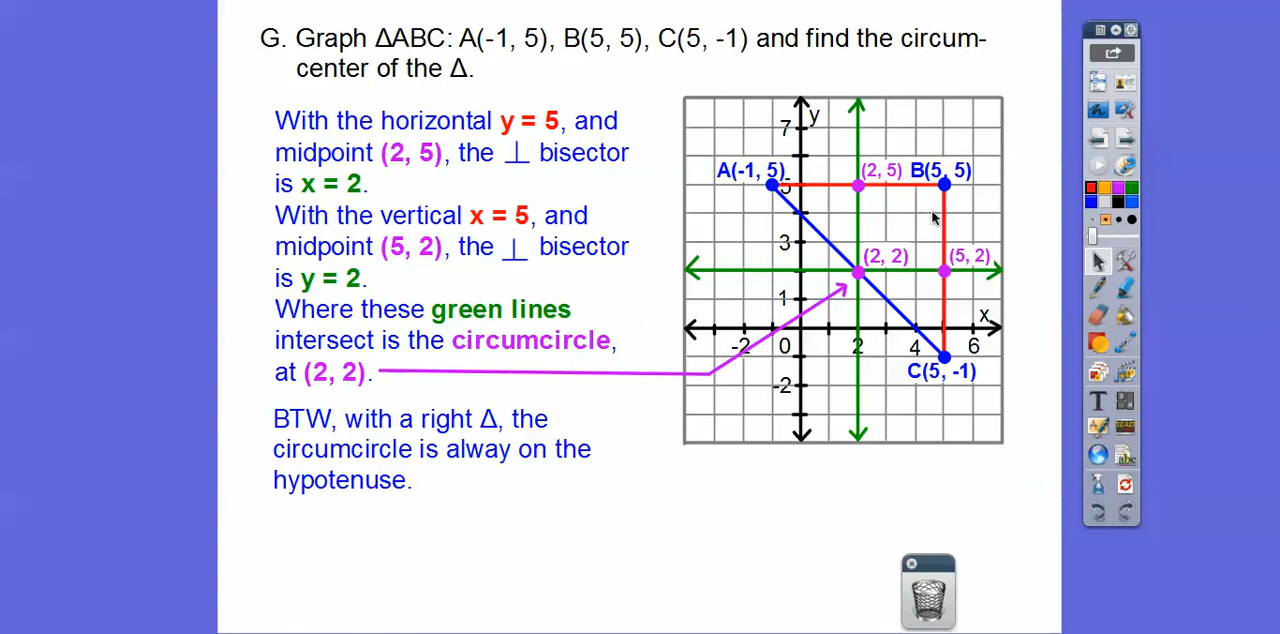 G. Graph ΔABC: A(-1, 5), B(5, 5), C(5, -1) and find the circum-
center of the Δ.
With the horizontal y = 5, and
midpoint (2, 5), the ⊥ bisector
is x = 2.
With the vertical x = 5, and
midpoint (5, 2), the ⊥ bisector
is y = 2.
Where these green lines
intersect is the circumcircle,
at (2, 2).
BTW, with a right Δ, the
circumcircle is alway on the
hypotenuse.
y
7
A(-1, 5) (2, 5) B(5, 5)
5
3
(2, 2) (5, 2)
1
x
-2 0 2 4 6
C(5, -1)
-2
T
READ
abc